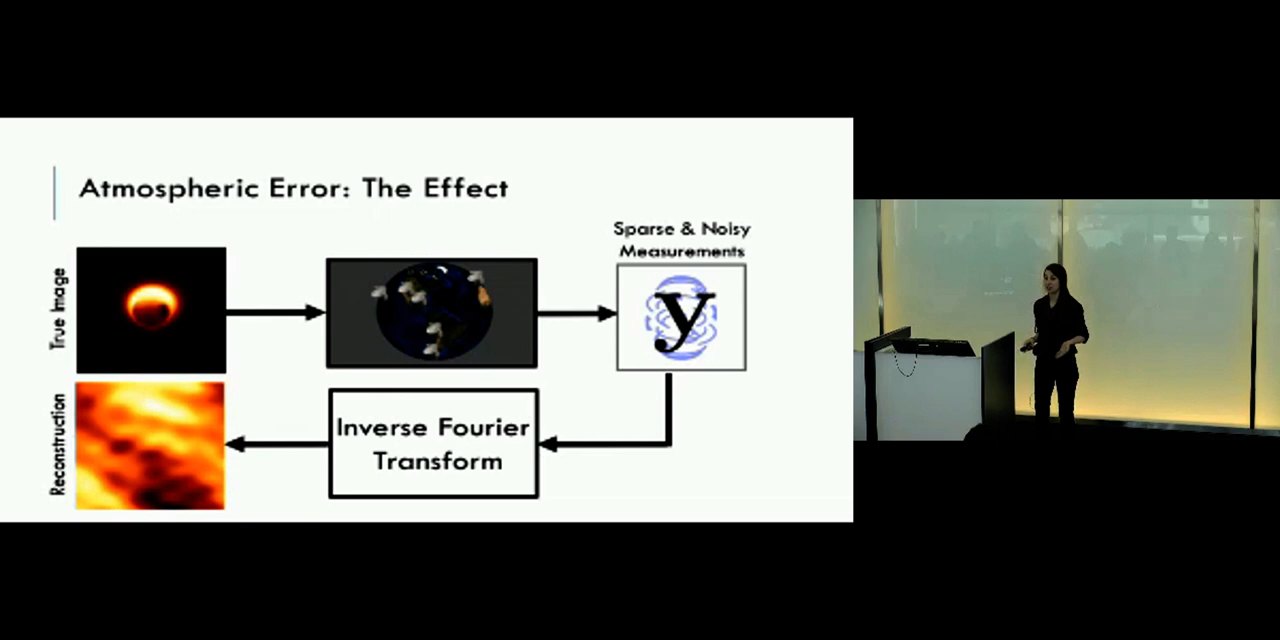 Atmospheric Error: The Effect
Sparse & Noisy
Measurements
True Image
y
Reconstruction
Inverse Fourier
Transform